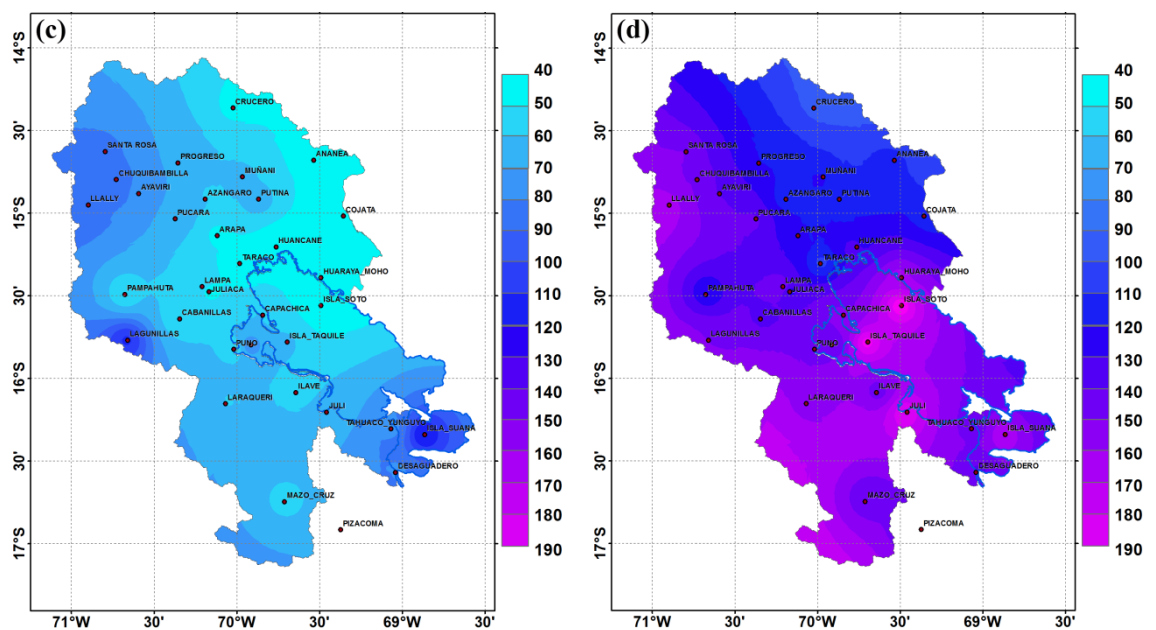 (c)
14°S
30'
15°S
30'
16°S
30'
17°S
71°W
30'
70°W
30'
69°W
30'
CRUCERO
SANTA ROSA
PROGRESO
ANANEA
CHUQUIBAMBILLA
MUÑANI
AYAVIRI
AZANGARO
PUTINA
LLALLY
PUCARA
COJATA
ARAPA
HUANCANE
TARACO
HUARAYA_MOHO
LAMPA
JULIACA
PAMPAHUTA
ISLA_SOTO
CABANILLAS
CAPACHICA
LAGUNILLAS
ISLA_TAQUILE
PUNO
ILAVE
LARAQUERI
JULI
TAHUACO_YUNGUYO
ISLA_SUANA
DESAGUADERO
MAZO_CRUZ
PIZACOMA
40
50
60
70
80
90
100
110
120
130
150
160
170
180
190
(d)
14°S
30'
15°S
30'
16°S
30'
17°S
71°W
30'
70°W
30'
69°W
30'
CRUCERO
SANTA ROSA
PROGRESO
ANANEA
CHUQUIBAMBILLA
MUÑANI
AYAVIRI
AZANGARO
PUTINA
LLALLY
PUCARA
COJATA
ARAPA
HUANCANE
TARACO
HUARAYA_MOHO
LAMPA
JULIACA
PAMPAHUTA
ISLA_SOTO
CABANILLAS
CAPACHICA
LAGUNILLAS
ISLA_TAQUILE
PUNO
ILAVE
LARAQUERI
JULI
TAHUACO_YUNGUYO
ISLA_SUANA
DESAGUADERO
MAZO_CRUZ
PIZACOMA
40
50
60
70
80
90
100
110
120
130
150
160
170
180
190